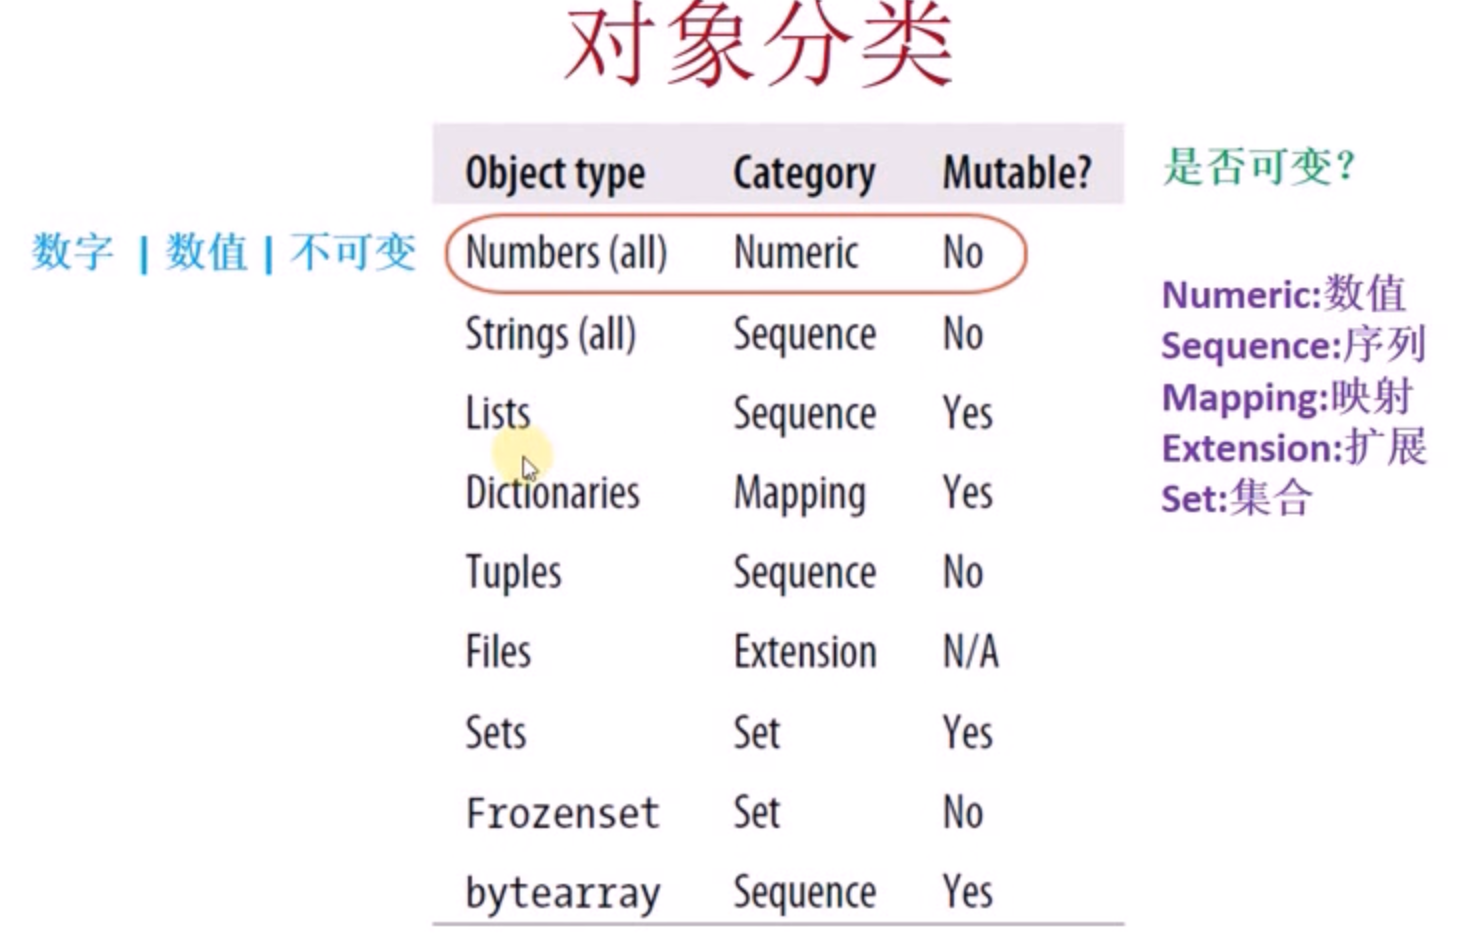 对象分类
Object type Category Mutable?
是否可变?
数字 | 数值 | 不可变
Numbers (all) Numeric No
Strings (all) Sequence No
Lists Sequence Yes
Dictionaries Mapping Yes
Tuples Sequence No
Files Extension N/A
Sets Set Yes
Frozenset Set No
bytearray Sequence Yes
Numeric:数值
Sequence:序列
Mapping:映射
Extension:扩展
Set:集合